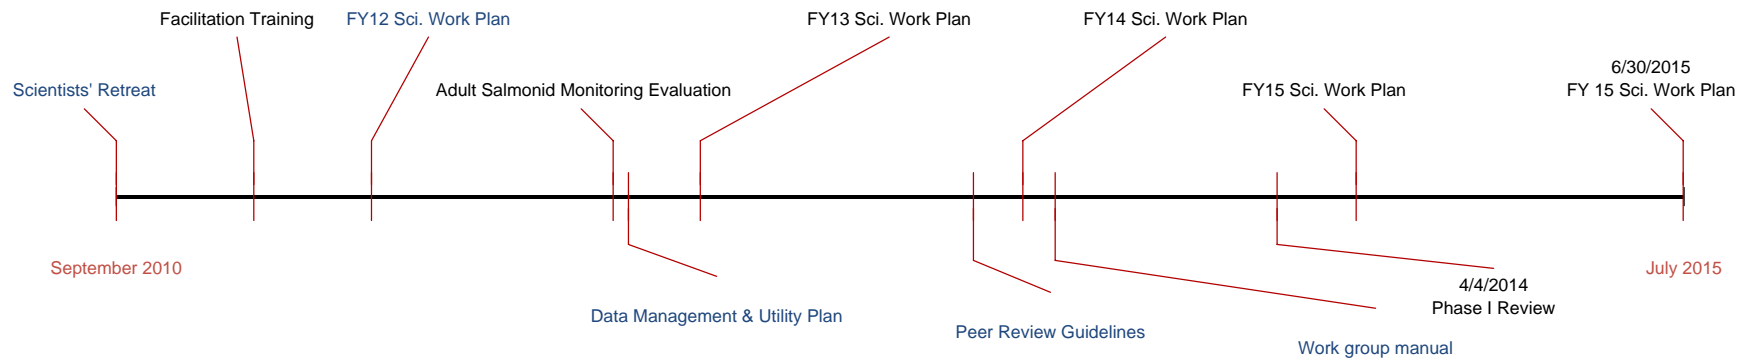 Facilitation Training
FY12 Sci. Work Plan
FY13 Sci. Work Plan
FY14 Sci. Work Plan
6/30/2015
Scientists' Retreat
Adult Salmonid Monitoring Evaluation
FY15 Sci. Work Plan
FY 15 Sci. Work Plan
September 2010
July 2015
4/4/2014
Phase I Review
Data Management & Utility Plan
Peer Review Guidelines
Work group manual